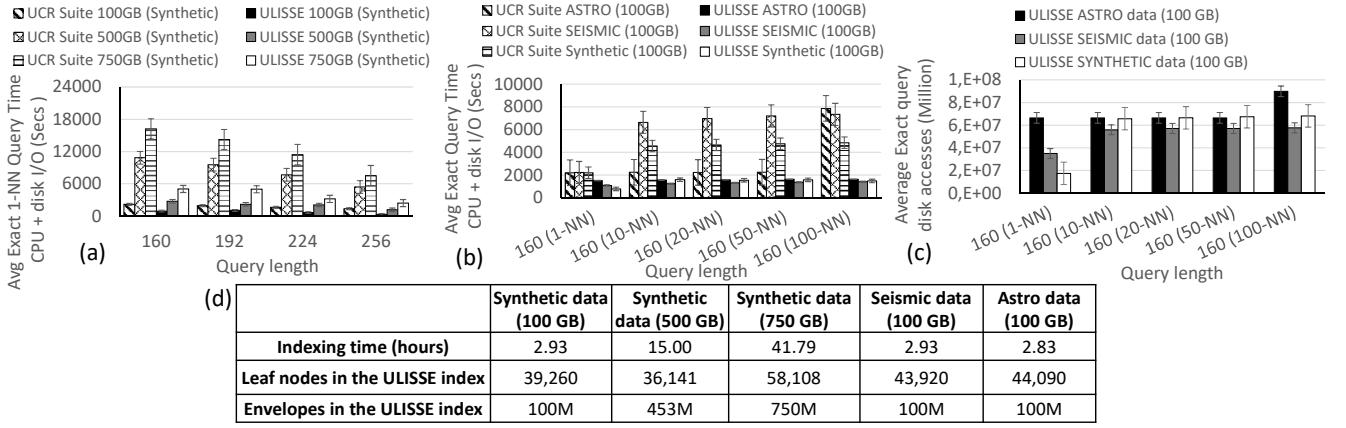 UCR Suite 100GB (Synthetic) ULISSE 100GB (Synthetic)
UCR Suite 500GB (Synthetic) ULISSE 500GB (Synthetic)
UCR Suite 750GB (Synthetic) ULISSE 750GB (Synthetic)
Avg Exact 1-NN Query Time
CPU + disk I/O (Secs )
24000
18000
12000
6000
0
160 192 224 256
(a)
Query length
UCR Suite ASTRO (100GB) ULISSE ASTRO (100GB)
UCR Suite SEISMIC (100GB) ULISSE SEISMIC (100GB)
UCR Suite Synthetic (100GB) ULISSE Synthetic (100GB)
Avg Exact Query Time
CPU + disk I/O (Secs )
10000
8000
6000
4000
2000
0
160 (1-NN) 160 (10-NN) 160 (20-NN) 160 (50-NN) 160 (100-NN)
(b)
Query length
ULISSE ASTRO data (100 GB)
ULISSE SEISMIC data (100 GB)
ULISSE SYNTHETIC data (100 GB)
Average Exact query
disk accesses (Million)
1,E+08
8,E+07
6,E+07
4,E+07
2,E+07
0,E+00
160 (1-NN) 160 (10-NN) 160 (20-NN) 160 (50-NN) 160 (100-NN)
(c)
Query length
(d)
Synthetic data (100 GB) Synthetic data (500 GB) Synthetic data (750 GB) Seismic data (100 GB) Astro data (100 GB)
Indexing time (hours) 2.93 15.00 41.79 2.93 2.83
Leaf nodes in the ULISSE index 39,260 36,141 58,108 43,920 44,090
Envelopes in the ULISSE index 100M 453M 750M 100M 100M